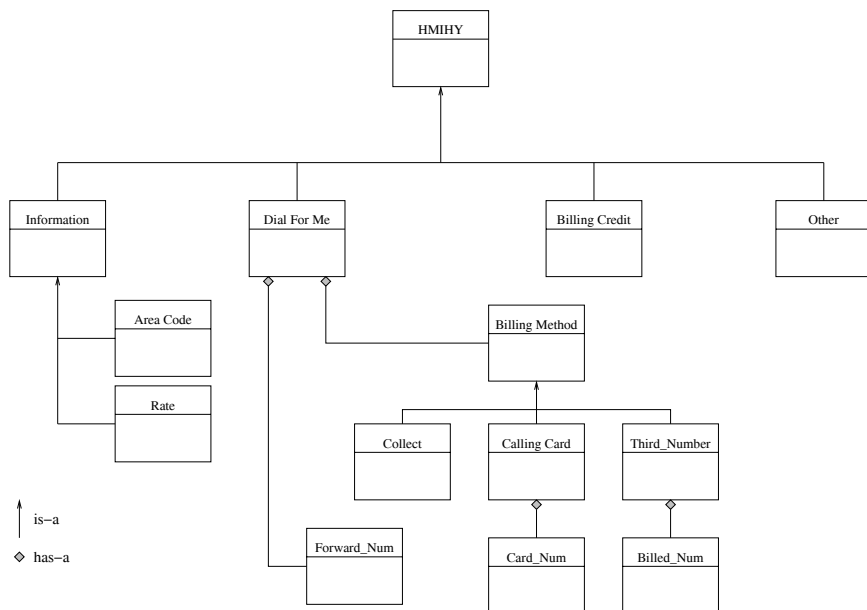 HMIHY
Information
Dial For Me
Billing Credit
Other
Area Code
Billing Method
Rate
Collect
Calling Card
Third_Number
is-a
has-a
Forward_Num
Card_Num
Billed_Num